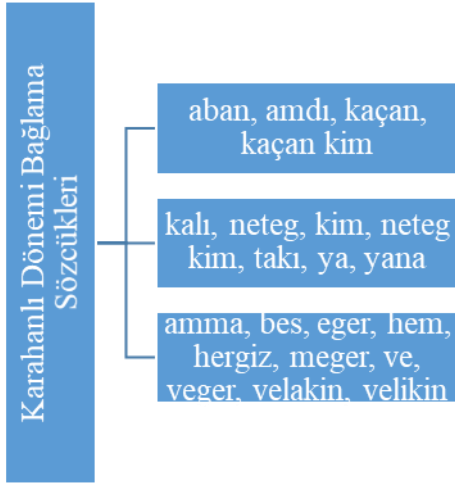 Karahanlı Dönemi Bağlama
Sözcükleri
aban, amdı, kaçan,
kaçan kim
kalı, neteg, kim, neteg
kim, takı, ya, yana
amma, bes, eger, hem,
hergiz, meger, ve,
veger, velakin, velikin